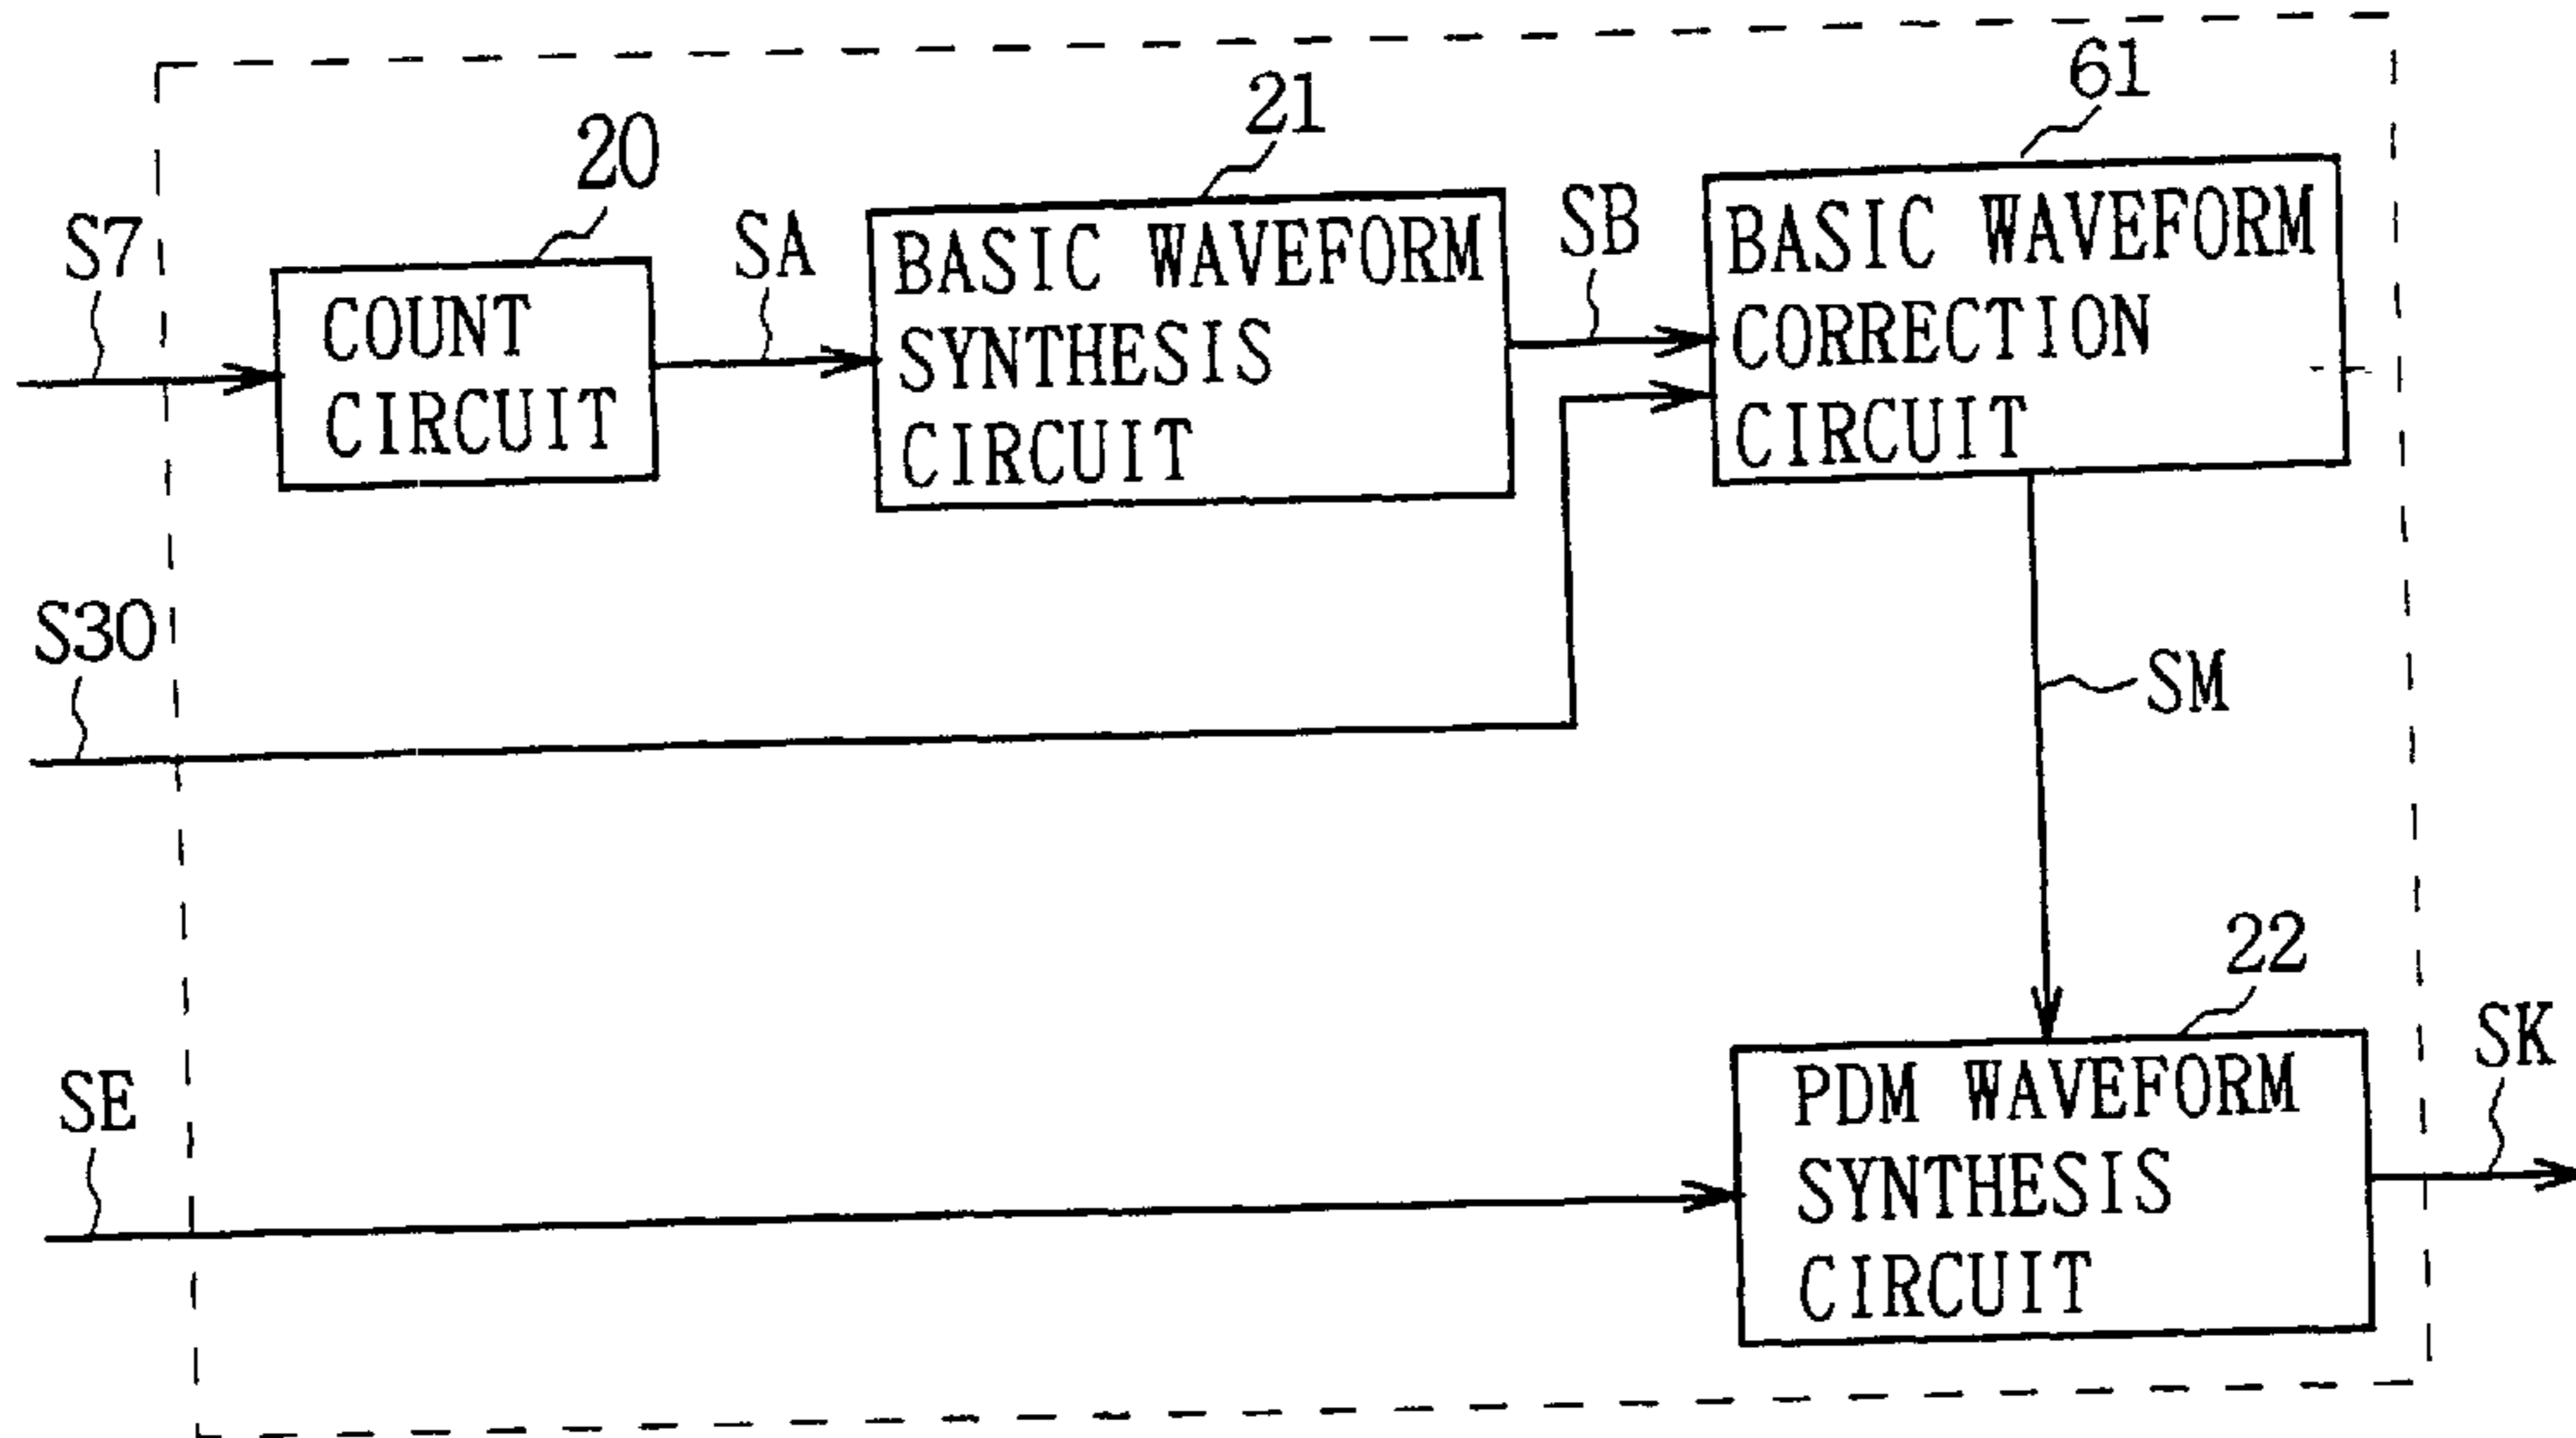 61
21
20
S7
SA
BASIC WAVEFORM
SYNTHESIS
CIRCUIT
SB
BASIC WAVEFORM
CORRECTION
CIRCUIT
COUNT
CIRCUIT
S30
SM
22
SE
PDM WAVEFORM
SYNTHESIS
CIRCUIT
SK